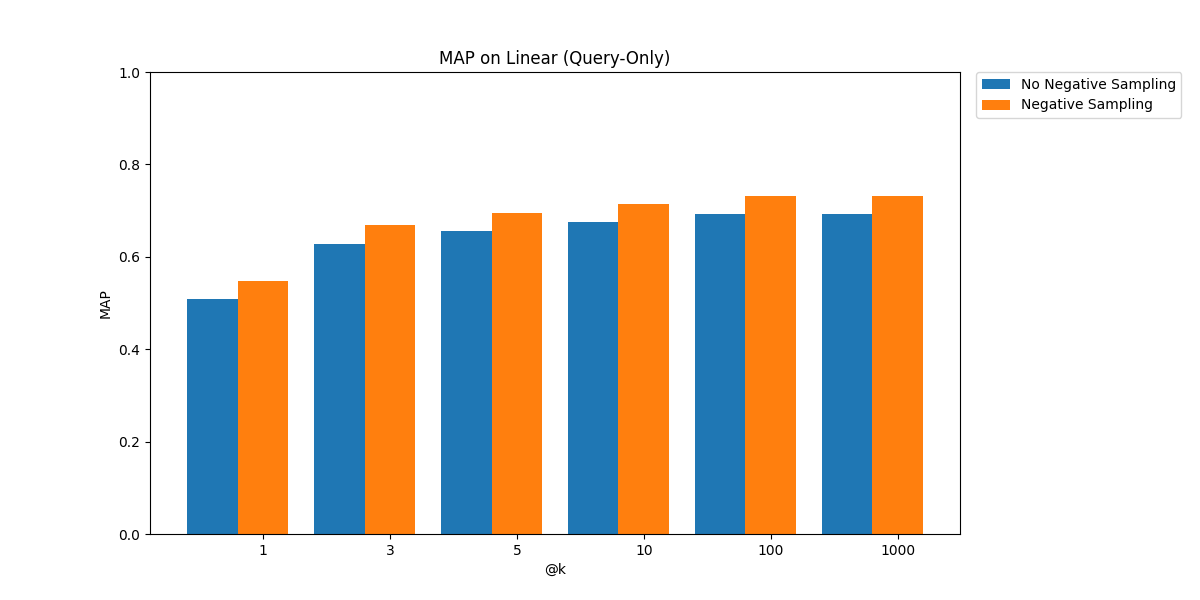 MAP on Linear (Query-Only)
No Negative Sampling
Negative Sampling
1.0
0.8
0.6
0.4
0.2
0.0
MAP
1 3 5 10 100 1000
@k